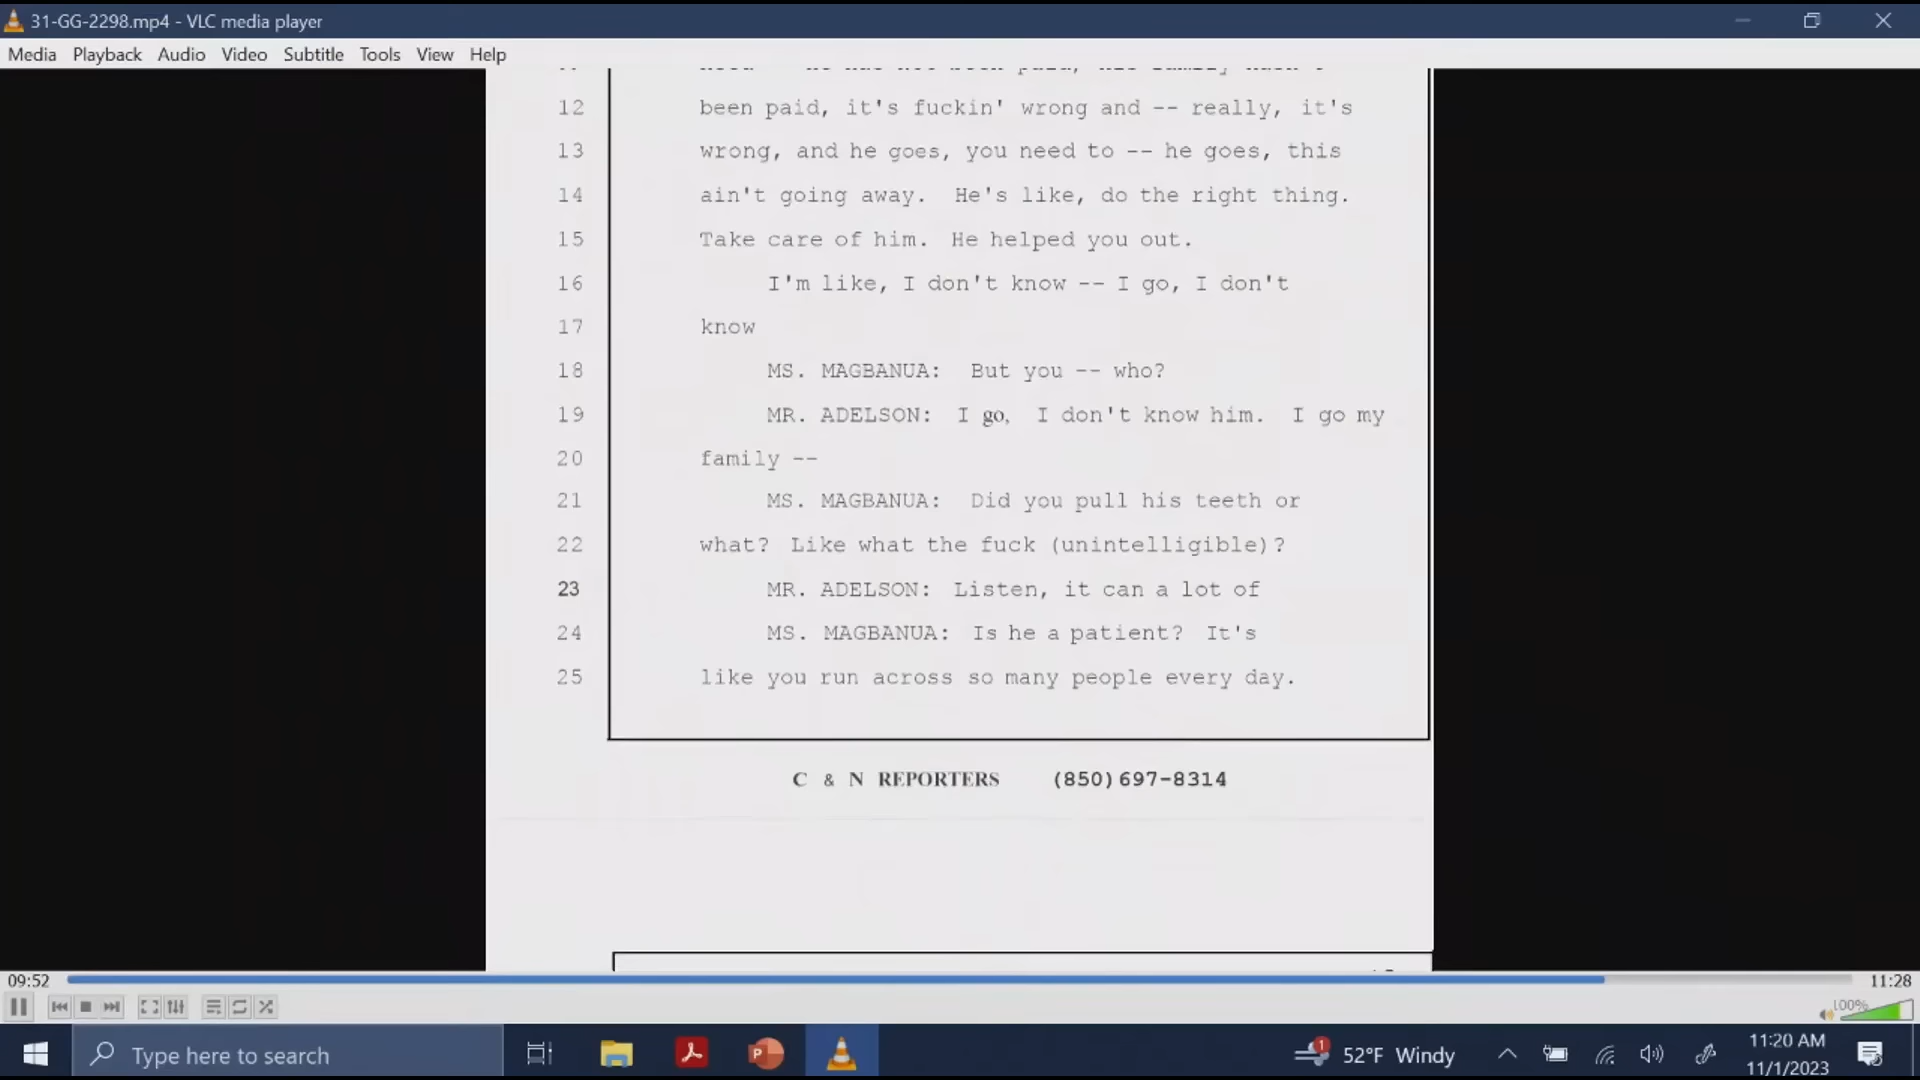 31-GG-2298.mp4 - VLC media player
Media Playback Audio Video Subtitle Tools View Help
12 been paid, it's fuckin' wrong and -- really, it's
13 wrong, and he goes, you need to -- he goes, this
14 ain't going away. He's like, do the right thing.
15 Take care of him. He helped you out.
16 I'm like, I don't know -- I go, I don't
17 know
18 MS. MAGBANUA: But you -- who?
19 MR. ADELSON: I go, I don't know him. I go my
20 family --
21 MS. MAGBANUA: Did you pull his teeth or
22 what? Like what the fuck (unintelligible)?
23 MR. ADELSON: Listen, it can a lot of
24 MS. MAGBANUA: Is he a patient? It's
25 like you run across so many people every day.
C & N REPORTERS (850)697-8314
09:52 11:28
100%
Type here to search
P
1
52°F Windy
11:20 AM
11/1/2023